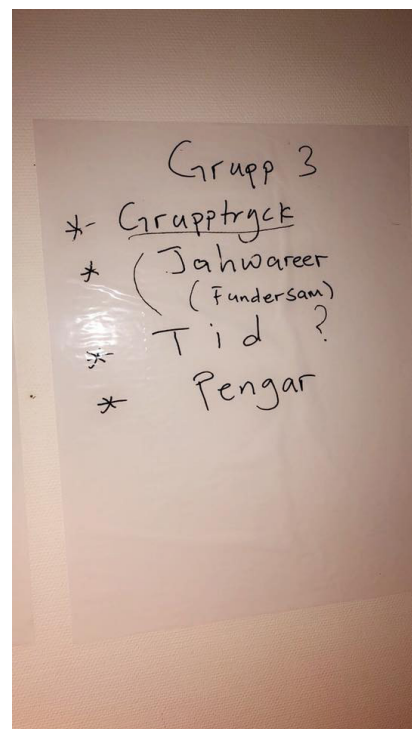 Grupp 3
*- Grupptryck
* (Jahwareer
(Fundersam)
*- Tid ?
* Pengar